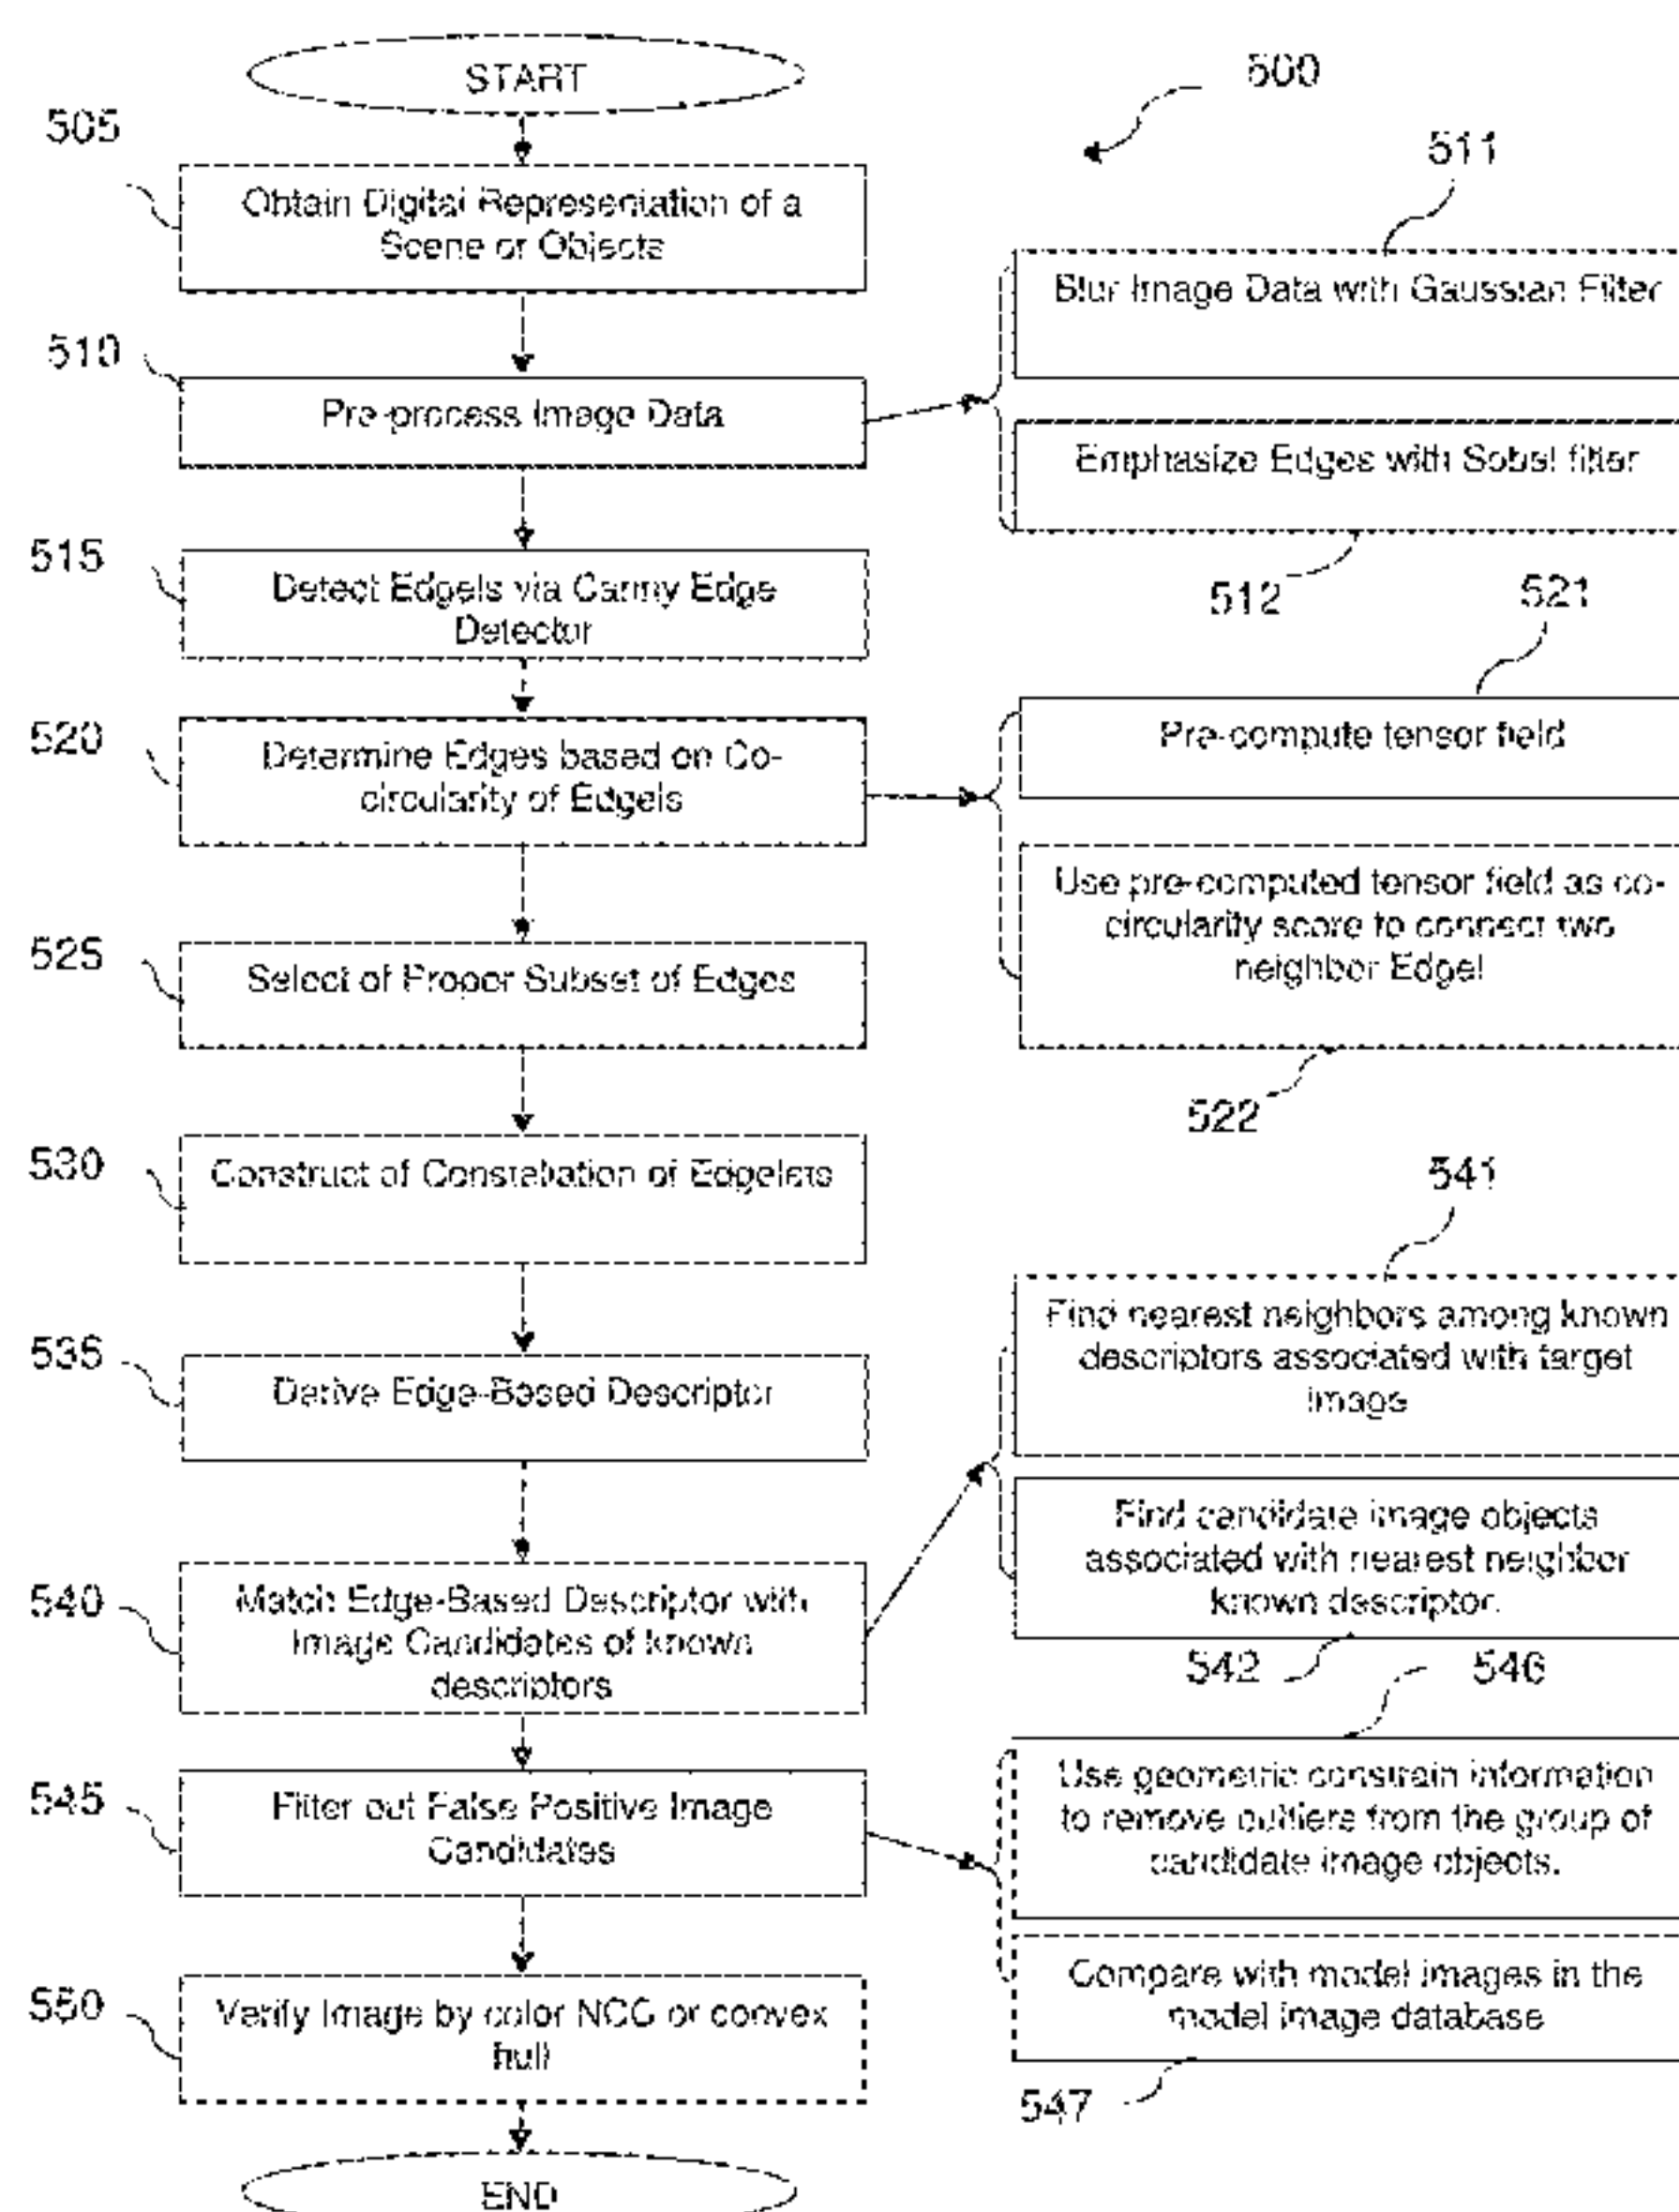 START
500
505
Obtain Digital Representation of a
Scene or Objects
510
Pre-process Image Data
511
Blur Image Data with Gaussian Filter
Emphasize Edges with Sobel filter
512
515
Detect Edgels via Canny Edge
Detector
520
Determine Edges based on Co-
circularity of Edgels
521
Pre-compute tensor field
Use pre-computed tensor field as co-
circularity score to connect two
neighbor Edgel
522
525
Select of Proper Subset of Edges
530
Construct of Constellation of Edgelets
535
Derive Edge-Based Descriptor
540
Match Edge-Based Descriptor with
Image Candidates of known
descriptors
541
Find nearest neighbors among known
descriptors associated with target
image
Find candidate image objects
associated with nearest neighbor
known descriptor.
542
545
Filter out False Positive Image
Candidates
546
Use geometric constrain information
to remove outliers from the group of
candidate image objects.
Compare with model images in the
model image database
547
550
Verify Image by color NCC or convex
hull
END